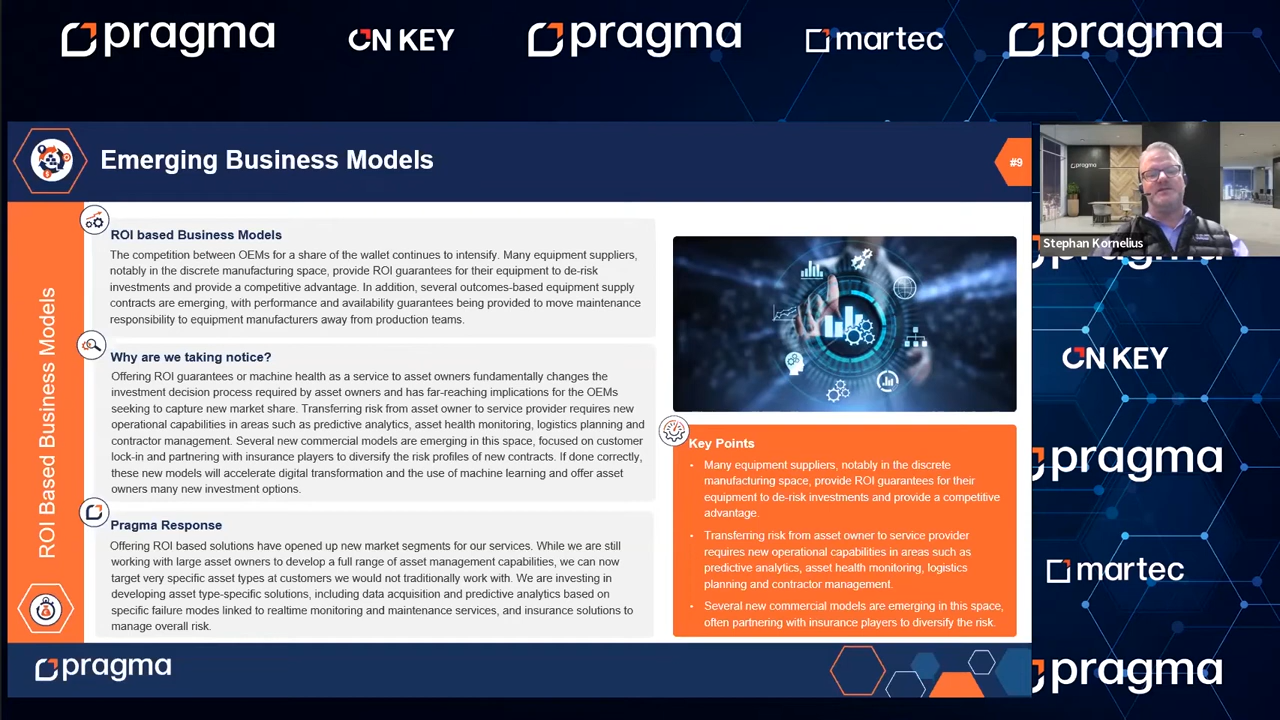 pragma
ON KEY
pragma
martec
pragma
Emerging Business Models
#9
pragma
Stephan Kornelius
ROI Based Business Models
ROI based Business Models
The competition between OEMs for a share of the wallet continues to intensify. Many equipment suppliers,
notably in the discrete manufacturing space, provide ROI guarantees for their equipment to de-risk
investments and provide a competitive advantage. In addition, several outcomes-based equipment supply
contracts are emerging, with performance and availability guarantees being provided to move maintenance
responsibility to equipment manufacturers away from production teams.
Why are we taking notice?
Offering ROI guarantees or machine health as a service to asset owners fundamentally changes the
investment decision process required by asset owners and has far-reaching implications for the OEMs
seeking to capture new market share. Transferring risk from asset owner to service provider requires new
operational capabilities in areas such as predictive analytics, asset health monitoring, logistics planning and
contractor management. Several new commercial models are emerging in this space, focused on customer
lock-in and partnering with insurance players to diversify the risk profiles of new contracts. If done correctly,
these new models will accelerate digital transformation and the use of machine learning and offer asset
owners many new investment options.
Pragma Response
Offering ROI based solutions have opened up new market segments for our services. While we are still
working with large asset owners to develop a full range of asset management capabilities, we can now
target very specific asset types at customers we would not traditionally work with. We are investing in
developing asset type-specific solutions, including data acquisition and predictive analytics based on
specific failure modes linked to realtime monitoring and maintenance services, and insurance solutions to
manage overall risk.
Key Points
• Many equipment suppliers, notably in the discrete
manufacturing space, provide ROI guarantees for their
equipment to de-risk investments and provide a competitive
advantage.
• Transferring risk from asset owner to service provider
requires new operational capabilities in areas such as
predictive analytics, asset health monitoring, logistics
planning and contractor management.
• Several new commercial models are emerging in this space,
often partnering with insurance players to diversify the risk.
pragma
pragma
ON KEY
pragma
martec
pragma